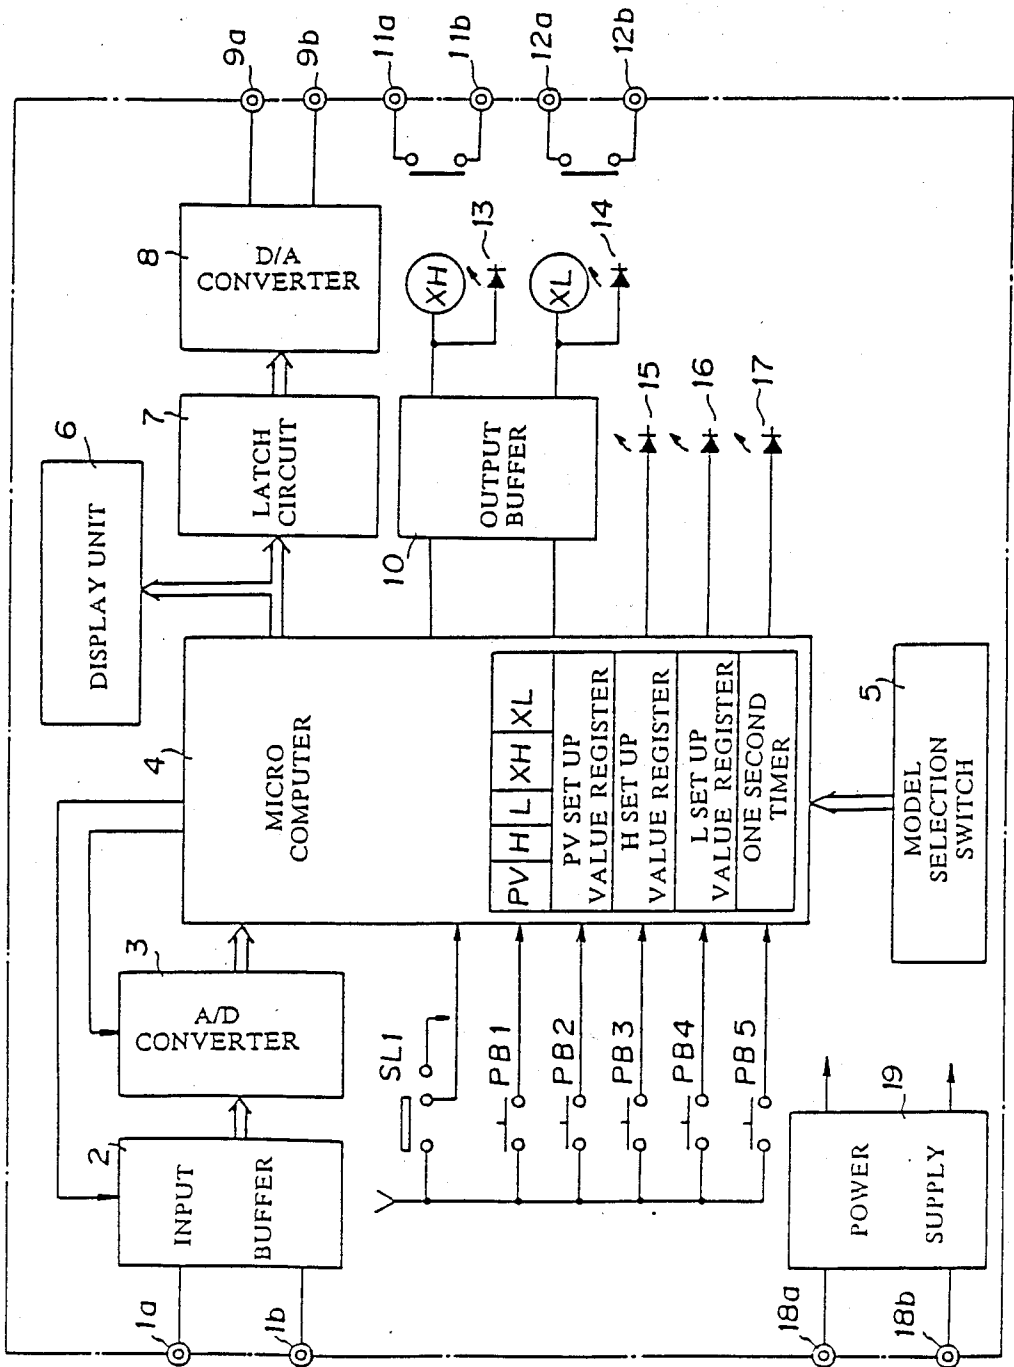 1a
1b
2
INPUT
BUFFER
3
A/D
CONVERTER
4
MICRO
COMPUTER
PV H L XH XL
PV SET UP
VALUE REGISTER
H SET UP
VALUE REGISTER
L SET UP
VALUE REGISTER
ONE SECOND
TIMER
5
MODEL
SELECTION
SWITCH
6
DISPLAY UNIT
7
LATCH
CIRCUIT
8
D/A
CONVERTER
9a
9b
10
OUTPUT
BUFFER
XH
XL
11a
11b
12a
12b
13
14
15
16
17
SL1
PB1
PB2
PB3
PB4
PB5
18a
18b
19
POWER
SUPPLY